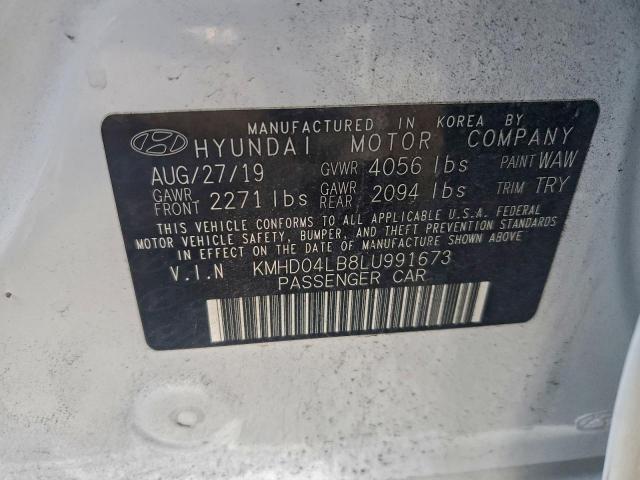 MANUFACTURED IN KOREA BY
HYUNDAI MOTOR COMPANY
AUG/27/19 GVWR 4056 lbs PAINT WAW
GAWR FRONT 2271 lbs GAWR REAR 2094 lbs TRIM TRY
THIS VEHICLE CONFORMS TO ALL APPLICABLE U.S.A. FEDERAL
MOTOR VEHICLE SAFETY, BUMPER, AND THEFT PREVENTION STANDARDS
IN EFFECT ON THE DATE OF MANUFACTURE SHOWN ABOVE
V.I.N KMHD04LB8LU991673
PASSENGER CAR